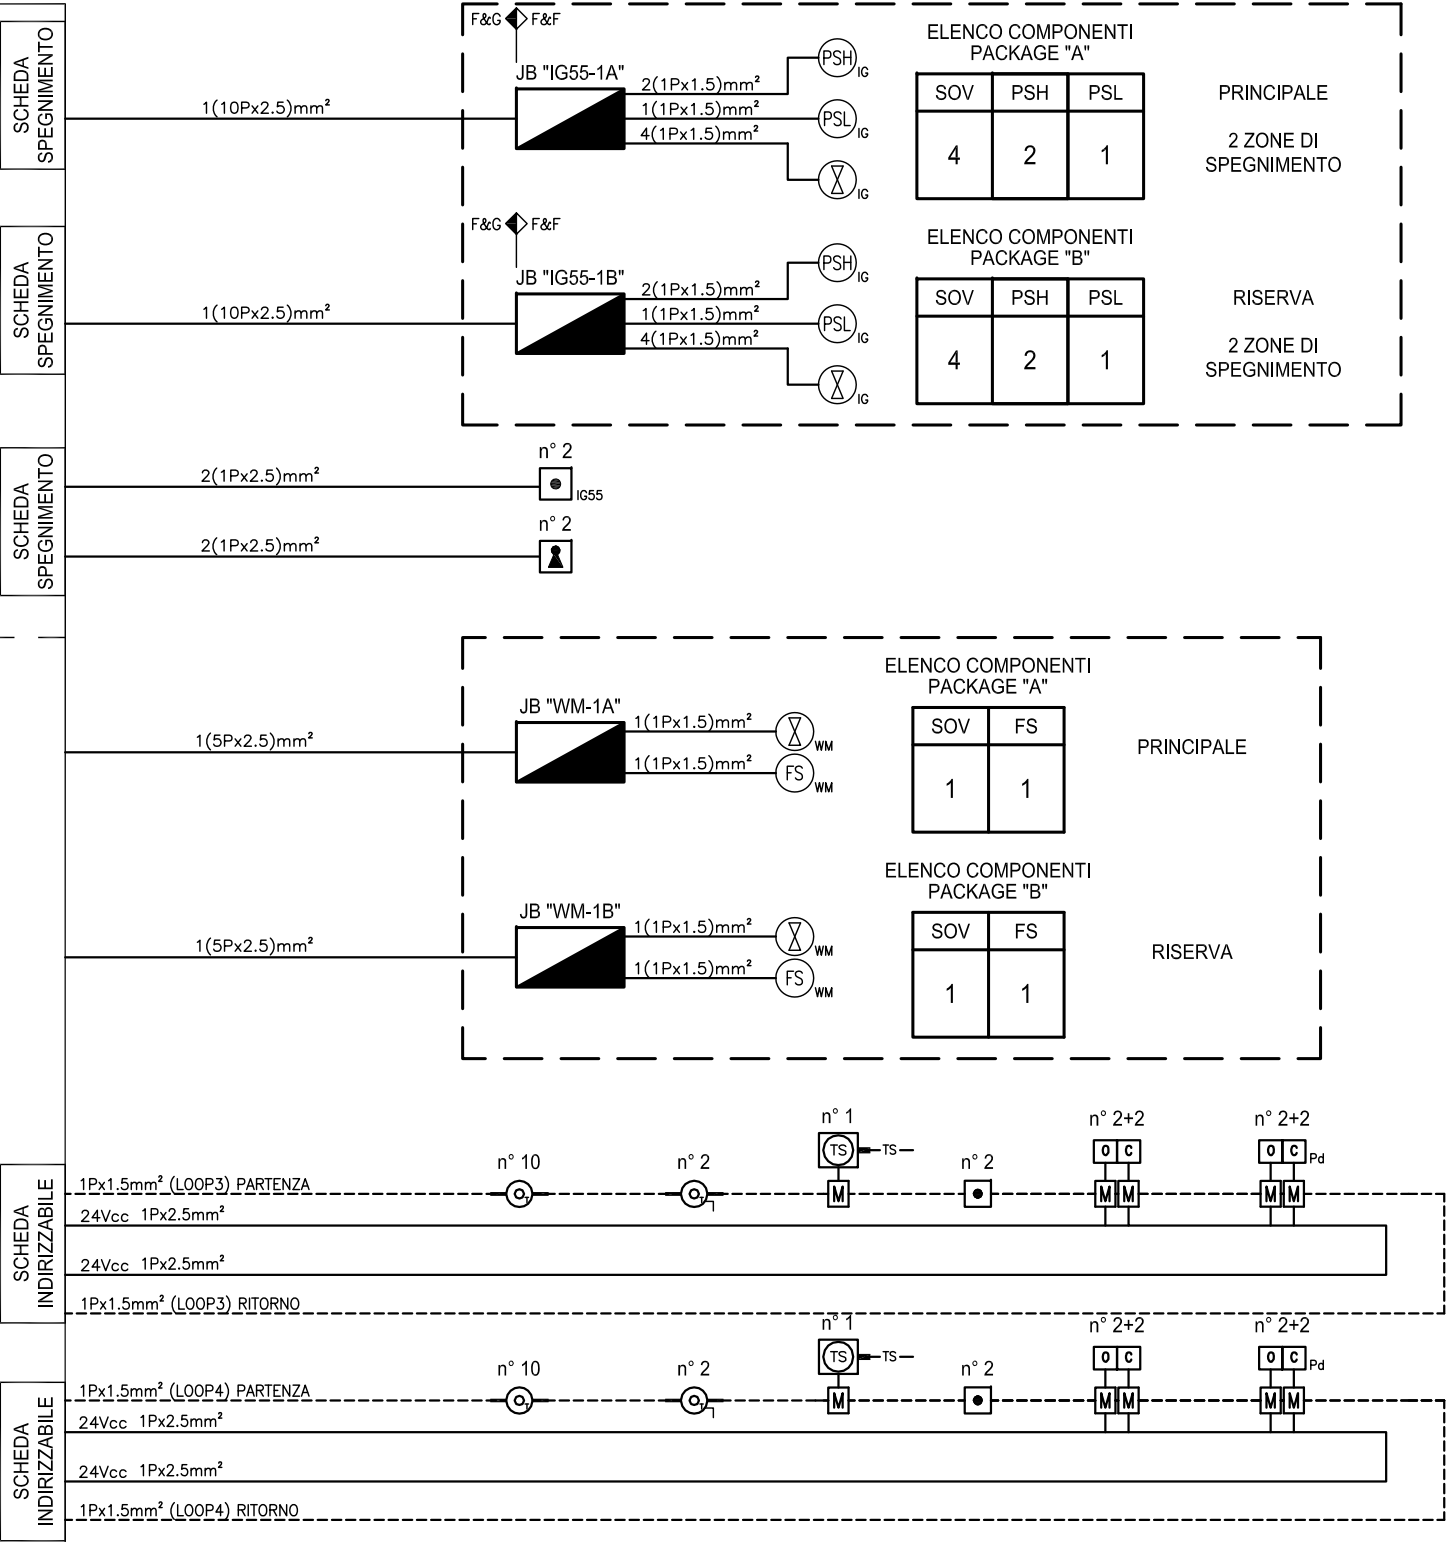 SCHEDA
SPEGNIMENTO
1(10Px2.5)mm²
F&G F&F
JB "IG55-1A"
2(1Px1.5)mm²
1(1Px1.5)mm²
4(1Px1.5)mm²
PSH
IG
PSL
IG
IG
ELENCO COMPONENTI
PACKAGE "A"
SOV PSH PSL
4 2 1
PRINCIPALE
2 ZONE DI
SPEGNIMENTO
SCHEDA
SPEGNIMENTO
1(10Px2.5)mm²
F&G F&F
JB "IG55-1B"
2(1Px1.5)mm²
1(1Px1.5)mm²
4(1Px1.5)mm²
PSH
IG
PSL
IG
IG
ELENCO COMPONENTI
PACKAGE "B"
SOV PSH PSL
4 2 1
RISERVA
2 ZONE DI
SPEGNIMENTO
SCHEDA
SPEGNIMENTO
n° 2
2(1Px2.5)mm²
IG55
n° 2
2(1Px2.5)mm²
1(5Px2.5)mm²
JB "WM-1A"
1(1Px1.5)mm²
WM
1(1Px1.5)mm²
FS
WM
ELENCO COMPONENTI
PACKAGE "A"
SOV FS
1 1
PRINCIPALE
1(5Px2.5)mm²
JB "WM-1B"
1(1Px1.5)mm²
WM
1(1Px1.5)mm²
FS
WM
ELENCO COMPONENTI
PACKAGE "B"
SOV FS
1 1
RISERVA
SCHEDA
INDIRIZZABILE
n° 1
n° 2+2
n° 2+2
TS TS
O C
O C Pd
n° 10
n° 2
n° 2
1Px1.5mm² (LOOP3) PARTENZA
T
T
M
M M
M M
24Vcc 1Px2.5mm²
24Vcc 1Px2.5mm²
1Px1.5mm² (LOOP3) RITORNO
SCHEDA
INDIRIZZABILE
n° 1
n° 2+2
n° 2+2
TS TS
O C
O C Pd
n° 10
n° 2
n° 2
1Px1.5mm² (LOOP4) PARTENZA
T
T
M
M M
M M
24Vcc 1Px2.5mm²
24Vcc 1Px2.5mm²
1Px1.5mm² (LOOP4) RITORNO